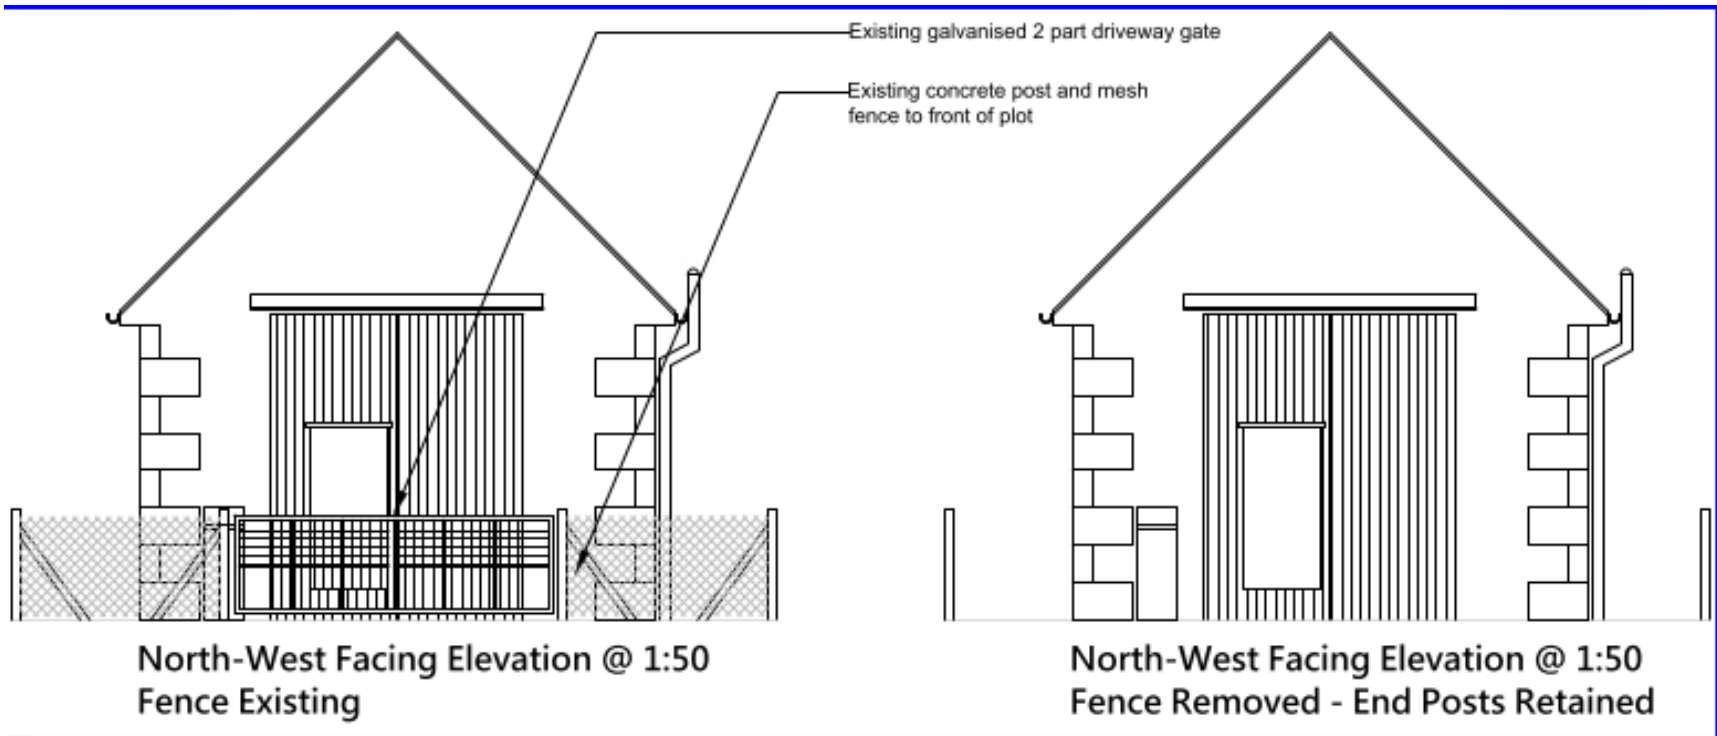 Existing galvanised 2 part driveway gate
Existing concrete post and mesh
fence to front of plot
North-West Facing Elevation @ 1:50
Fence Existing
North-West Facing Elevation @ 1:50
Fence Removed - End Posts Retained